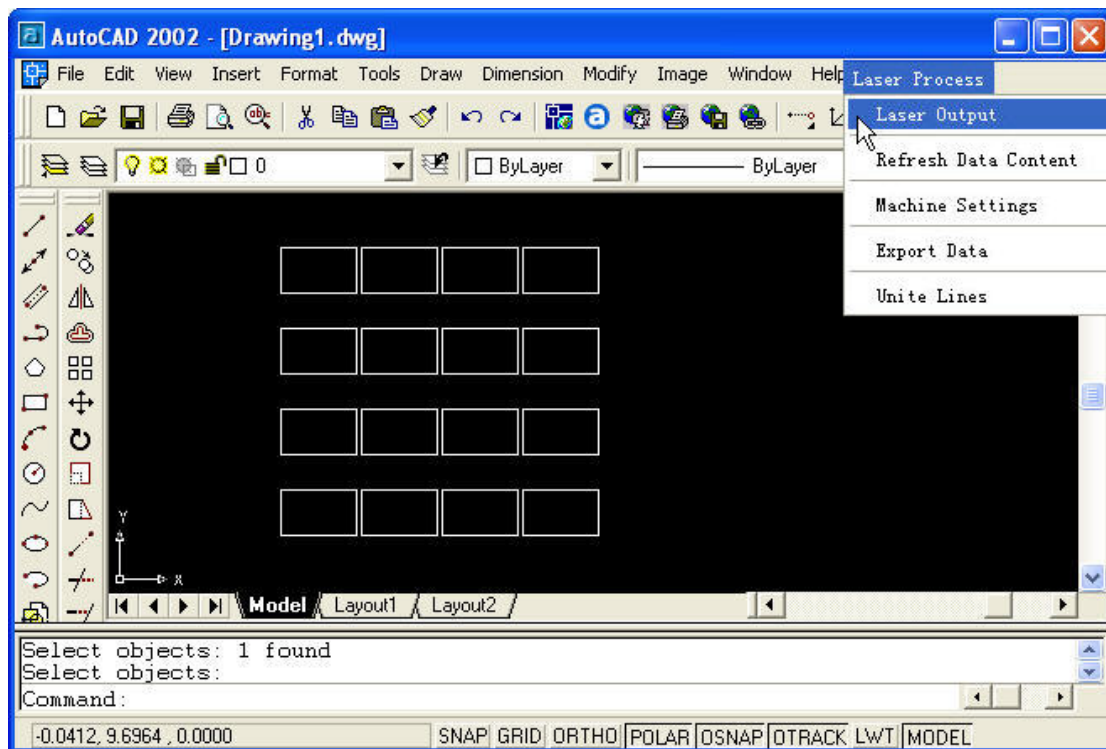 AutoCAD 2002 - [Drawing1.dwg]
File Edit View Insert Format Tools Draw Dimension Modify Image Window Help Laser Process
Laser Output
0 ByLayer ByLayer
Refresh Data Content
Machine Settings
Export Data
Unite Lines
Y
X
Model Layout1 Layout2
Select objects: 1 found
Select objects:
Command:
-0.0412, 9.6964 , 0.0000 SNAP GRID ORTHO POLAR OSNAP OTRACK LWT MODEL